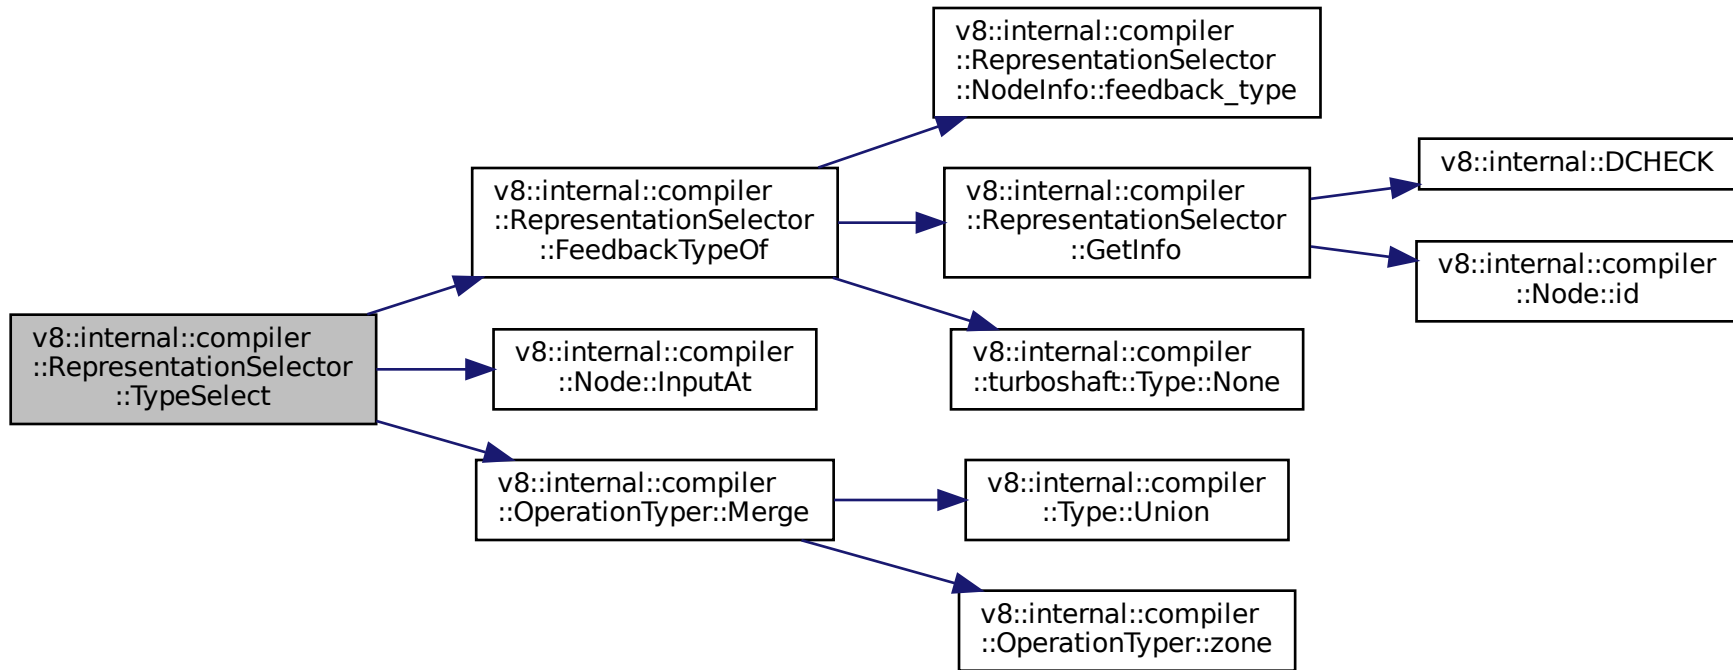 v8::internal::compiler
::RepresentationSelector
::TypeSelect
v8::internal::compiler
::RepresentationSelector
::FeedbackTypeOf
v8::internal::compiler
::Node::InputAt
v8::internal::compiler
::OperationTyper::Merge
v8::internal::compiler
::RepresentationSelector
::NodeInfo::feedback_type
v8::internal::compiler
::RepresentationSelector
::GetInfo
v8::internal::compiler
::turboshaft::Type::None
v8::internal::compiler
::Type::Union
v8::internal::compiler
::OperationTyper::zone
v8::internal::DCHECK
v8::internal::compiler
::Node::id